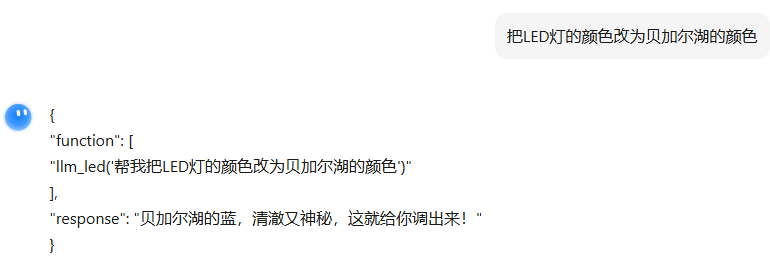 把LED灯的颜色改为贝加尔湖的颜色
{
"function": [
"llm_led('帮我把LED灯的颜色改为贝加尔湖的颜色')"
],
"response": "贝加尔湖的蓝，清澈又神秘，这就给你调出来！"
}